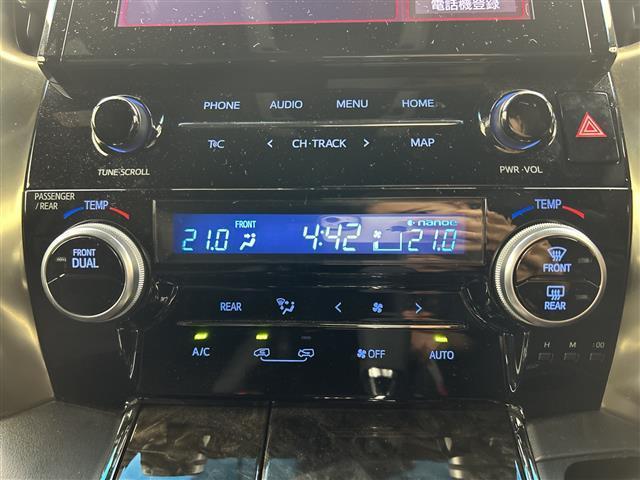 電話機登録
PHONE AUDIO MENU HOME
T◦C < CH·TRACK > MAP
TUNE·SCROLL
PWR·VOL
PASSENGER
/REAR
TEMP
TEMP
FRONT
DUAL
FRONT
21.0 4:42 21.0
nanoe
FRONT
REAR
REAR < >
A/C OFF AUTO
H M :00